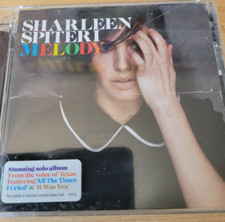 SHARLEEN
SPITERI
MELODY
Stunning solo album
From the voice of Texas
Featuring 'All The Times
I Cried' & 'It Was You'